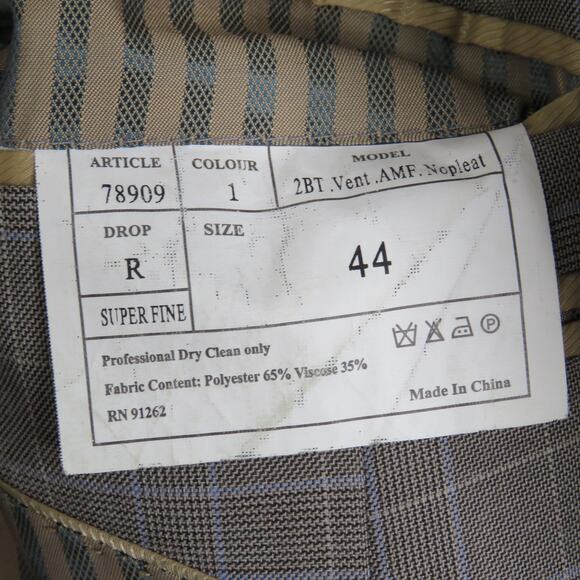 ARTICLE COLOUR MODEL
78909 1 2BT .Vent .AMF. Nopleat
DROP SIZE
R 44
SUPER FINE
Professional Dry Clean only
Fabric Content: Polyester 65% Viscose 35%
RN 91262
Made In China
P